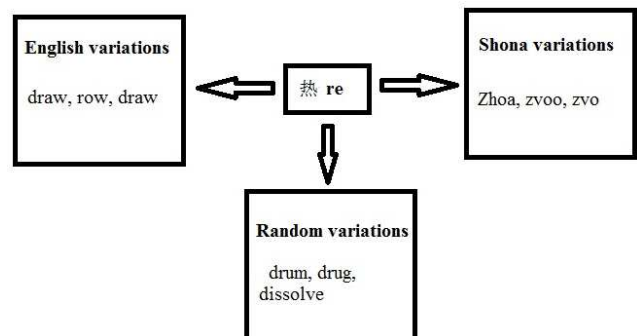 English variations
draw, row, draw
热 re
Shona variations
Zhoa, zvoo, zvo
Random variations
drum, drug,
dissolve